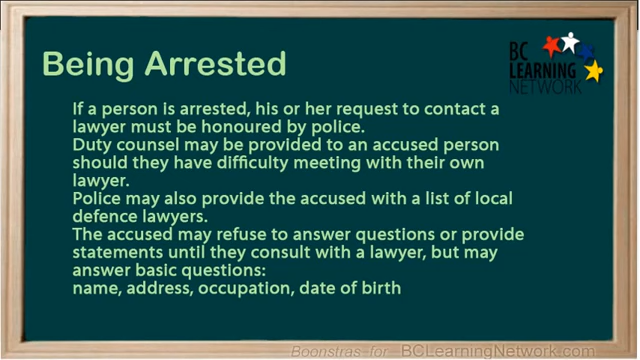 Being Arrested
BC
LEARNING
NETWORK
If a person is arrested, his or her request to contact a
lawyer must be honoured by police.
Duty counsel may be provided to an accused person
should they have difficulty meeting with their own
lawyer.
Police may also provide the accused with a list of local
defence lawyers.
The accused may refuse to answer questions or provide
statements until they consult with a lawyer, but may
answer basic questions:
name, address, occupation, date of birth
Boonstras for BCLearningNetwork.com